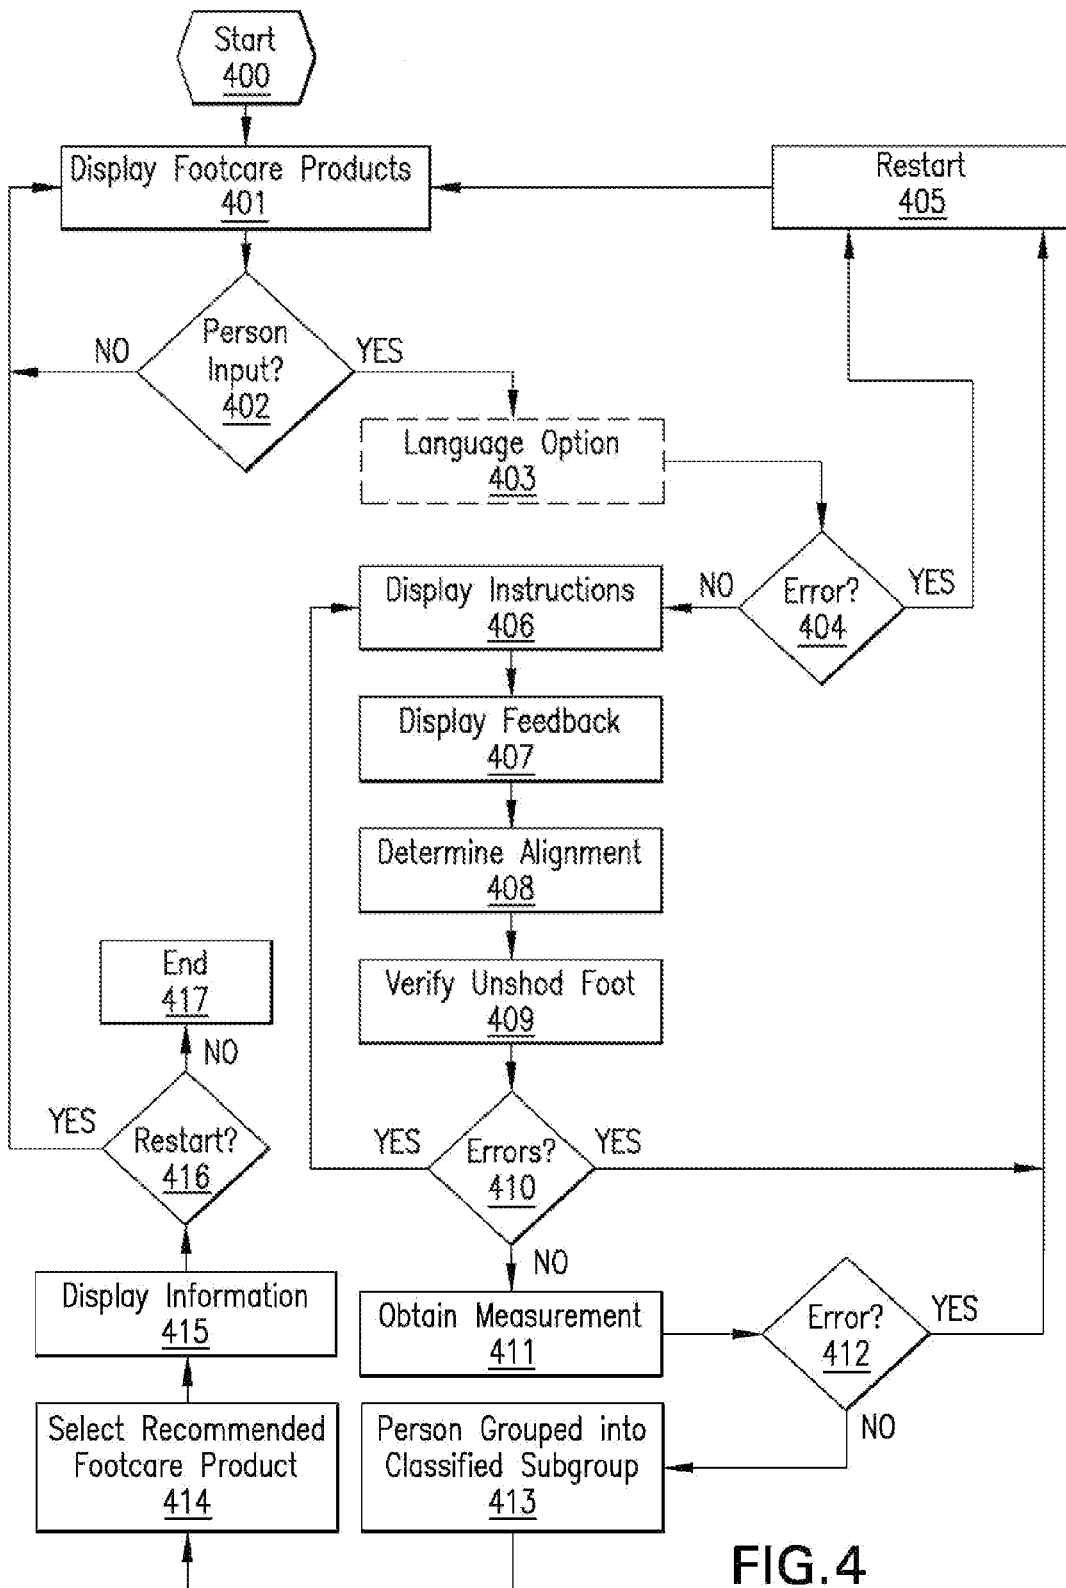 Start
400
Display Footcare Products
401
Restart
405
Person
Input?
402
NO
YES
Language Option
403
Error?
404
NO
YES
Display Instructions
406
Display Feedback
407
Determine Alignment
408
Verify Unshod Foot
409
End
417
NO
YES
Restart?
416
YES
Errors?
410
YES
NO
Display Information
415
Obtain Measurement
411
Error?
412
YES
NO
Select Recommended
Footcare Product
414
Person Grouped into
Classified Subgroup
413
FIG.4